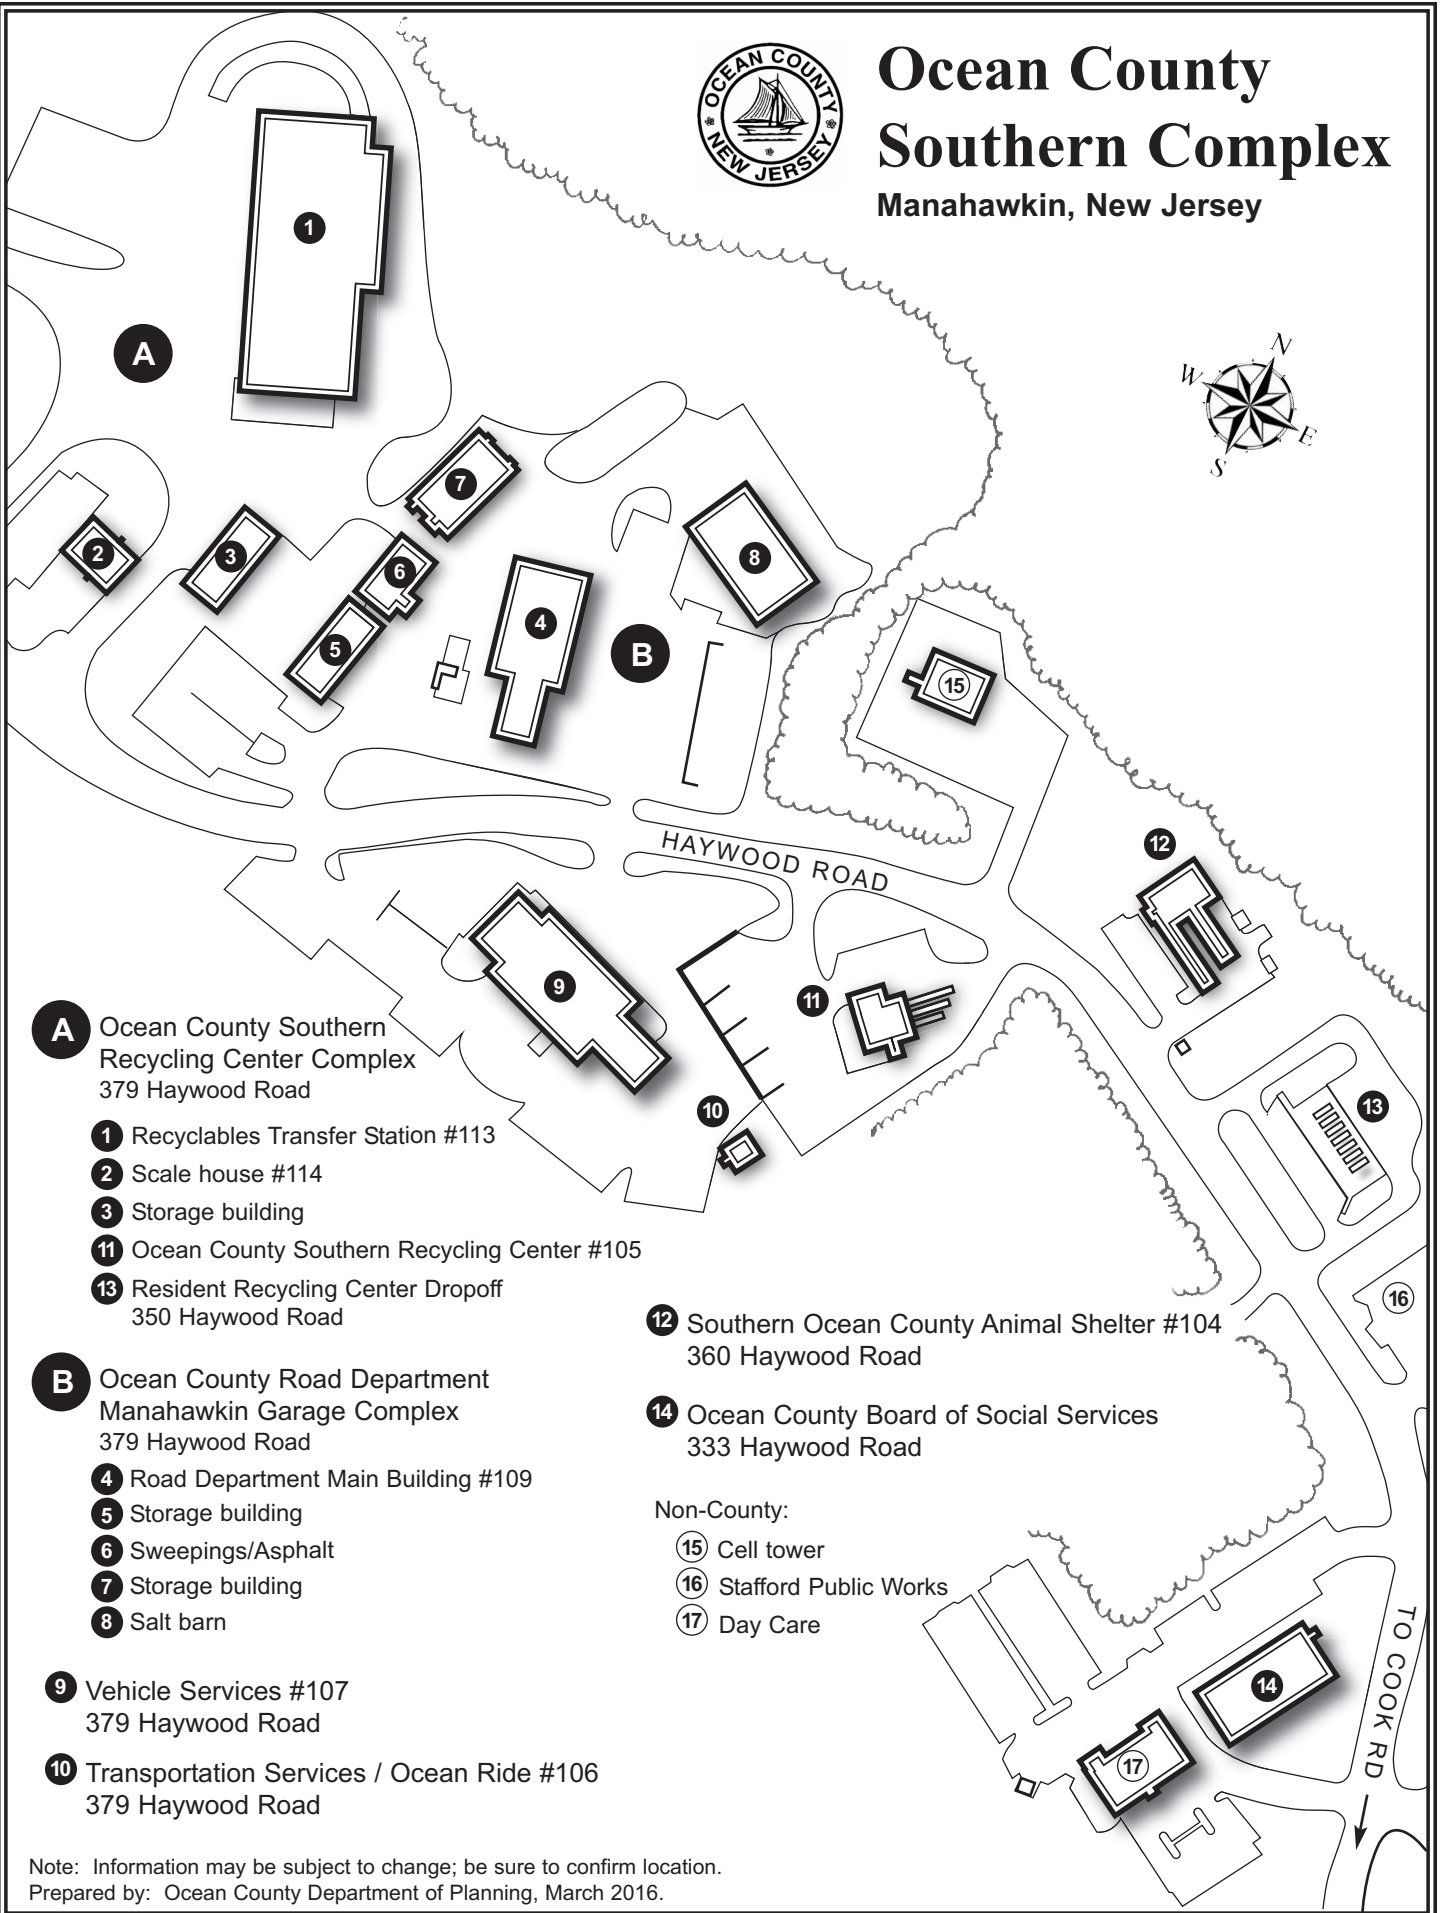 OCEAN COUNTY
NEW JERSEY
Ocean County
Southern Complex
Manahawkin, New Jersey
N
W
E
S
1
A
7
2
3
6
8
4
5
B
15
HAYWOOD ROAD
12
9
11
10
13
16
14
17
TO COOK RD
A Ocean County Southern
Recycling Center Complex
379 Haywood Road
1 Recyclables Transfer Station #113
2 Scale house #114
3 Storage building
11 Ocean County Southern Recycling Center #105
13 Resident Recycling Center Dropoff
350 Haywood Road
B Ocean County Road Department
Manahawkin Garage Complex
379 Haywood Road
4 Road Department Main Building #109
5 Storage building
6 Sweepings/Asphalt
7 Storage building
8 Salt barn
9 Vehicle Services #107
379 Haywood Road
10 Transportation Services / Ocean Ride #106
379 Haywood Road
12 Southern Ocean County Animal Shelter #104
360 Haywood Road
14 Ocean County Board of Social Services
333 Haywood Road
Non-County:
15 Cell tower
16 Stafford Public Works
17 Day Care
Note: Information may be subject to change; be sure to confirm location.
Prepared by: Ocean County Department of Planning, March 2016.